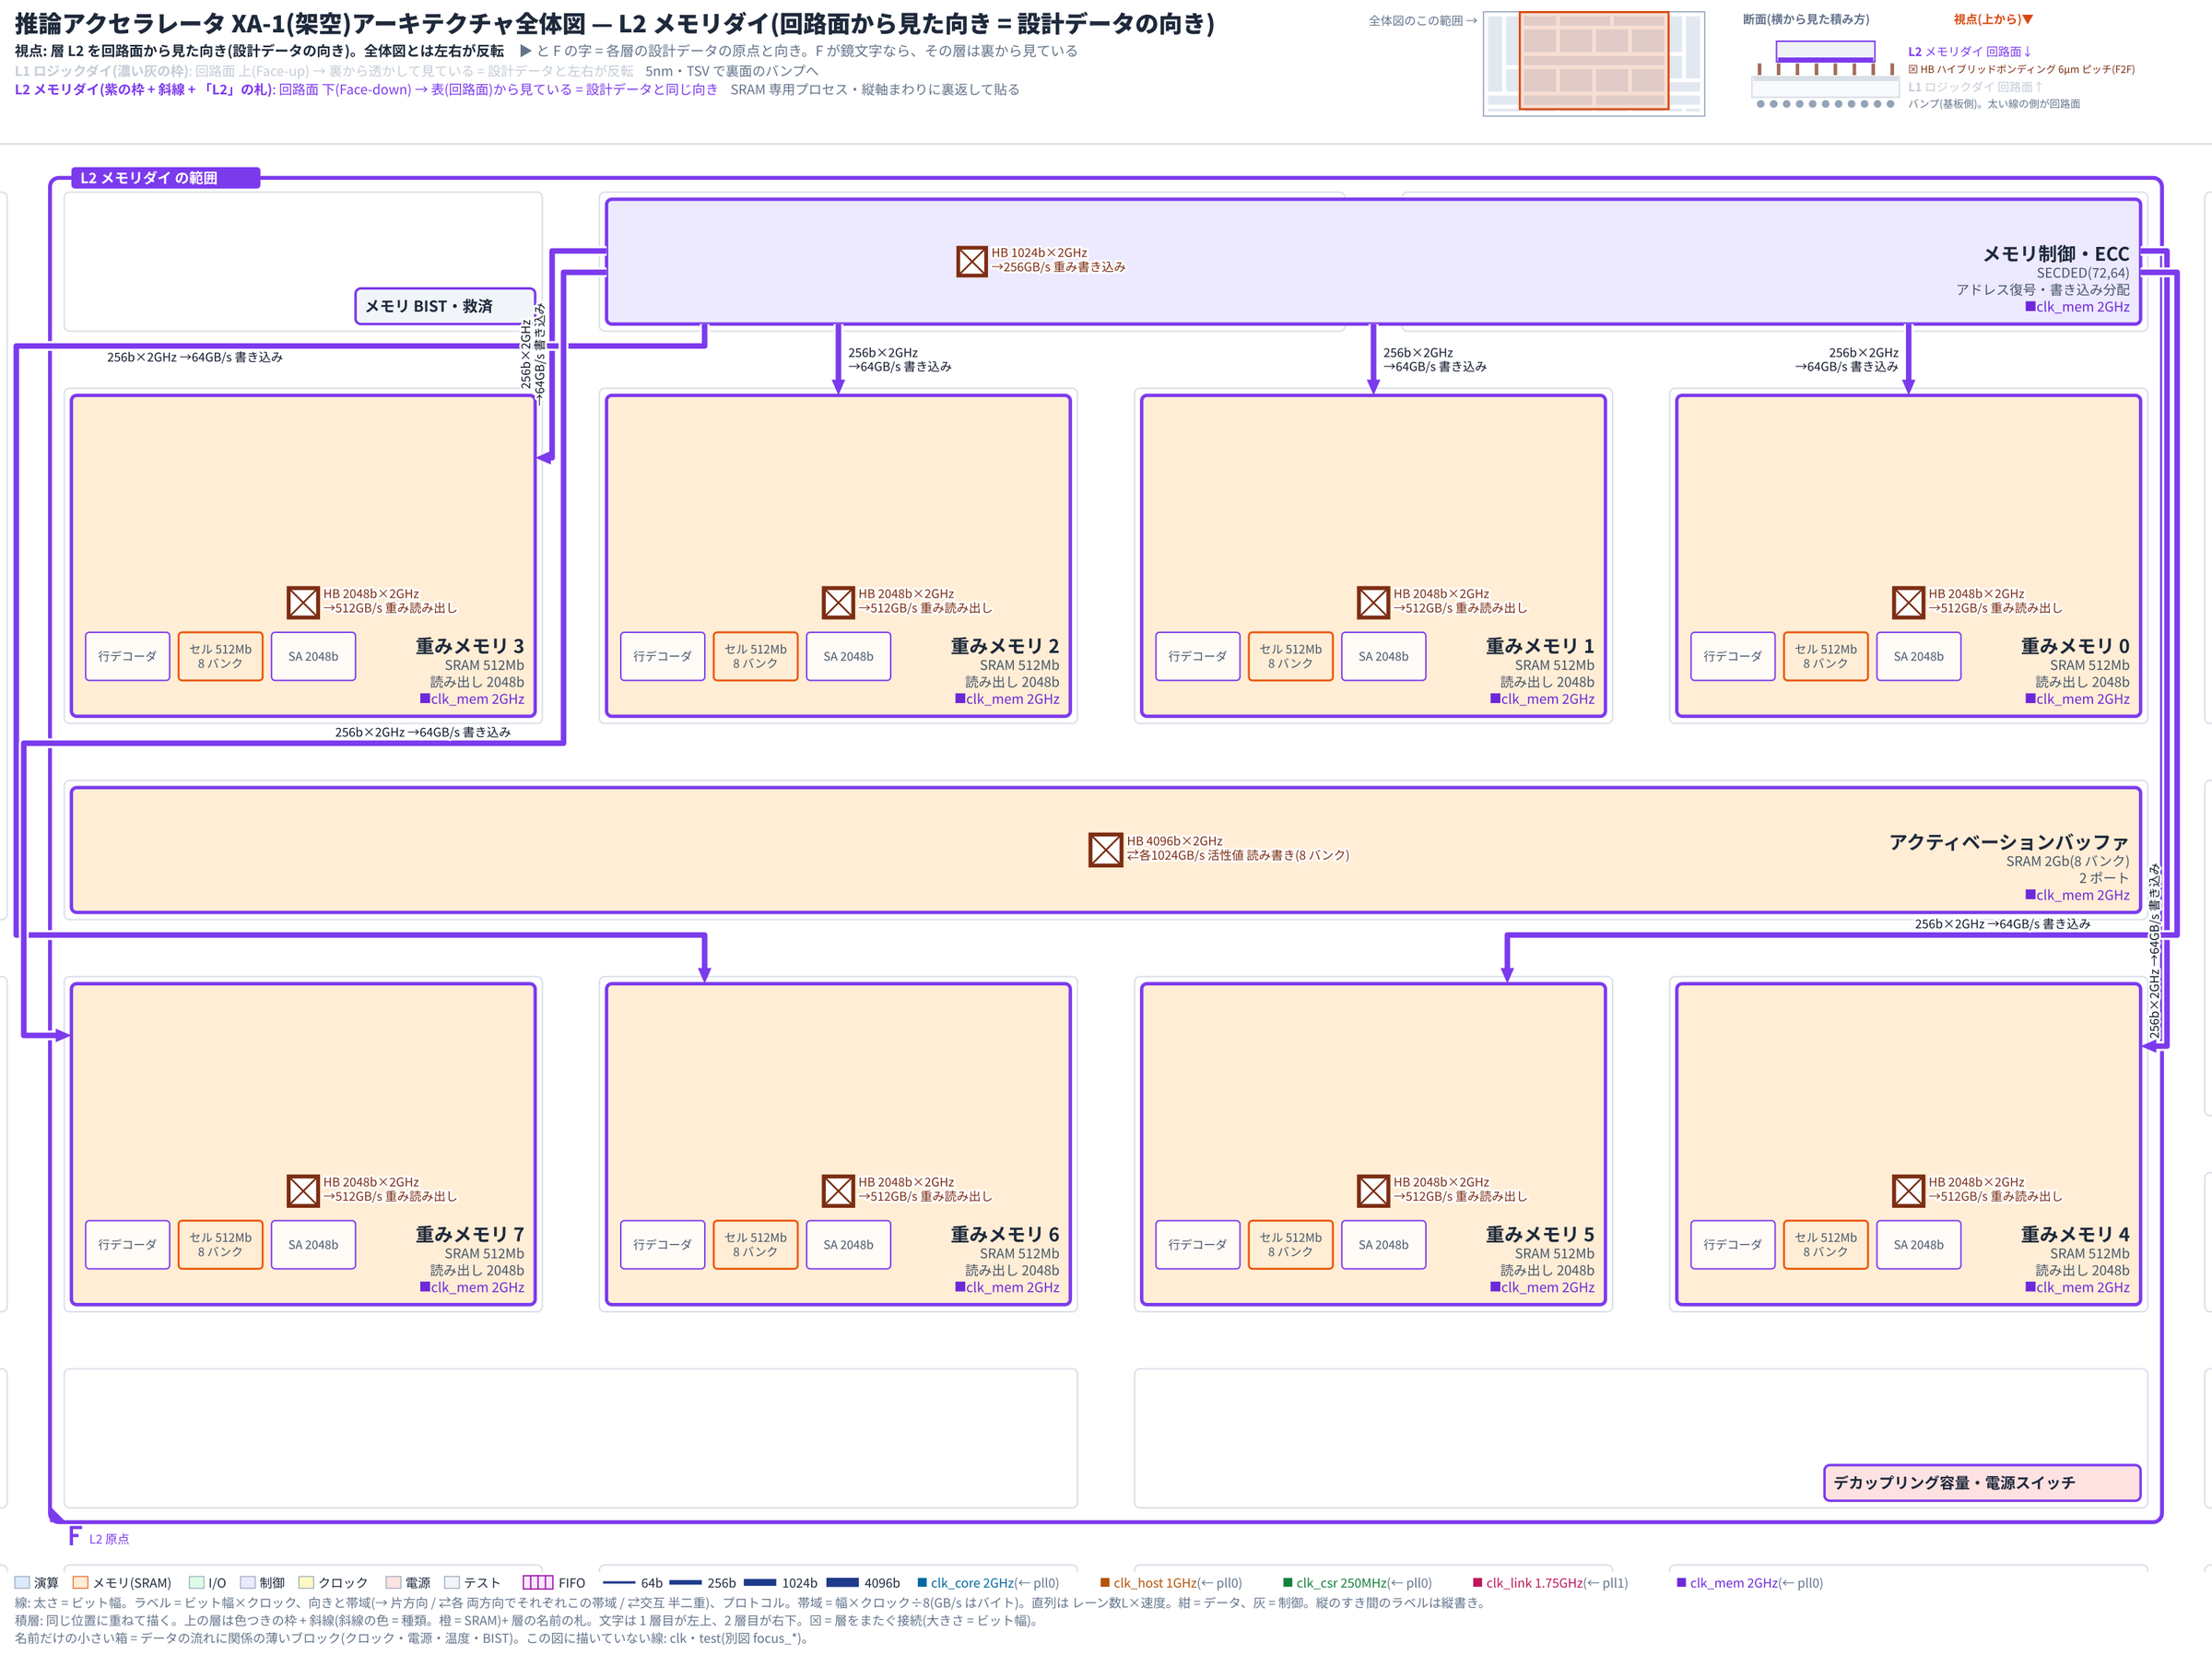 推論アクセラレータ XA-1(架空)アーキテクチャ全体図 — L2 メモリダイ(回路面から見た向き = 設計データの向き)
視点: 層 L2 を回路面から見た向き(設計データの向き)。全体図とは左右が反転 ▶ と F の字 = 各層の設計データの原点と向き。F が鏡文字なら、その層は裏から見ている
L1 ロジックダイ(濃い灰の枠): 回路面 上(Face-up) → 裏から透かして見ている = 設計データと左右が反転 5nm・TSV で裏面のバンプへ
L2 メモリダイ(紫の枠 + 斜線 + 「L2」の札): 回路面 下(Face-down) → 表(回路面)から見ている = 設計データと同じ向き SRAM 専用プロセス・縦軸まわりに裏返して貼る
全体図のこの範囲 →
断面(横から見た積み方)
視点(上から)▼
L2 メモリダイ 回路面↓
☒ HB ハイブリッドボンディング 6μm ピッチ(F2F)
L1 ロジックダイ 回路面↑
バンプ(基板側)。太い線の側が回路面
L2 メモリダイ の範囲
メモリ BIST・救済
HB 1024b×2GHz
→256GB/s 重み書き込み
メモリ制御・ECC
SECDED(72,64)
アドレス復号・書き込み分配
■clk_mem 2GHz
256b×2GHz →64GB/s 書き込み
256b×2GHz
→64GB/s 書き込み
256b×2GHz
→64GB/s 書き込み
256b×2GHz
→64GB/s 書き込み
256b×2GHz
→64GB/s 書き込み
HB 2048b×2GHz
→512GB/s 重み読み出し
行デコーダ
セル 512Mb
8 バンク
SA 2048b
重みメモリ 3
SRAM 512Mb
読み出し 2048b
■clk_mem 2GHz
HB 2048b×2GHz
→512GB/s 重み読み出し
行デコーダ
セル 512Mb
8 バンク
SA 2048b
重みメモリ 2
SRAM 512Mb
読み出し 2048b
■clk_mem 2GHz
HB 2048b×2GHz
→512GB/s 重み読み出し
行デコーダ
セル 512Mb
8 バンク
SA 2048b
重みメモリ 1
SRAM 512Mb
読み出し 2048b
■clk_mem 2GHz
HB 2048b×2GHz
→512GB/s 重み読み出し
行デコーダ
セル 512Mb
8 バンク
SA 2048b
重みメモリ 0
SRAM 512Mb
読み出し 2048b
■clk_mem 2GHz
256b×2GHz →64GB/s 書き込み
HB 4096b×2GHz
⇄各1024GB/s 活性値 読み書き(8 バンク)
アクティベーションバッファ
SRAM 2Gb(8 バンク)
2 ポート
■clk_mem 2GHz
256b×2GHz →64GB/s 書き込み
256b×2GHz →64GB/s 書き込み
HB 2048b×2GHz
→512GB/s 重み読み出し
行デコーダ
セル 512Mb
8 バンク
SA 2048b
重みメモリ 7
SRAM 512Mb
読み出し 2048b
■clk_mem 2GHz
HB 2048b×2GHz
→512GB/s 重み読み出し
行デコーダ
セル 512Mb
8 バンク
SA 2048b
重みメモリ 6
SRAM 512Mb
読み出し 2048b
■clk_mem 2GHz
HB 2048b×2GHz
→512GB/s 重み読み出し
行デコーダ
セル 512Mb
8 バンク
SA 2048b
重みメモリ 5
SRAM 512Mb
読み出し 2048b
■clk_mem 2GHz
HB 2048b×2GHz
→512GB/s 重み読み出し
行デコーダ
セル 512Mb
8 バンク
SA 2048b
重みメモリ 4
SRAM 512Mb
読み出し 2048b
■clk_mem 2GHz
デカップリング容量・電源スイッチ
F L2 原点
演算 メモリ(SRAM) I/O 制御 クロック 電源 テスト FIFO 64b 256b 1024b 4096b ■clk_core 2GHz(← pll0) ■clk_host 1GHz(← pll0) ■clk_csr 250MHz(← pll0) ■clk_link 1.75GHz(← pll1) ■clk_mem 2GHz(← pll0)
線: 太さ = ビット幅。ラベル = ビット幅×クロック、向きと帯域(→ 片方向 / ⇄各 両方向でそれぞれこの帯域 / ⇄交互 半二重)、プロトコル。帯域 = 幅×クロック÷8(GB/s はバイト)。直列は レーン数L×速度。紺 = データ、灰 = 制御。縦のすき間のラベルは縦書き。
積層: 同じ位置に重ねて描く。上の層は色つきの枠 + 斜線(斜線の色 = 種類。橙 = SRAM)+ 層の名前の札。文字は 1 層目が左上、2 層目が右下。☒ = 層をまたぐ接続(大きさ = ビット幅)。
名前だけの小さい箱 = データの流れに関係の薄いブロック(クロック・電源・温度・BIST)。この図に描いていない線: clk・test(別図 focus_*)。